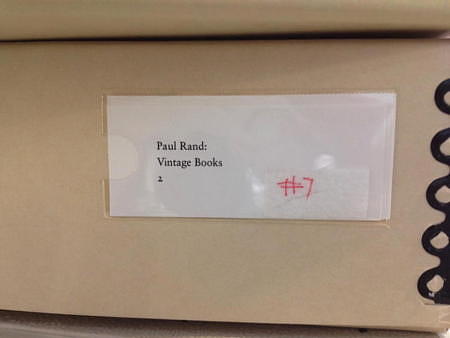 Paul Rand:
Vintage Books
2
#7